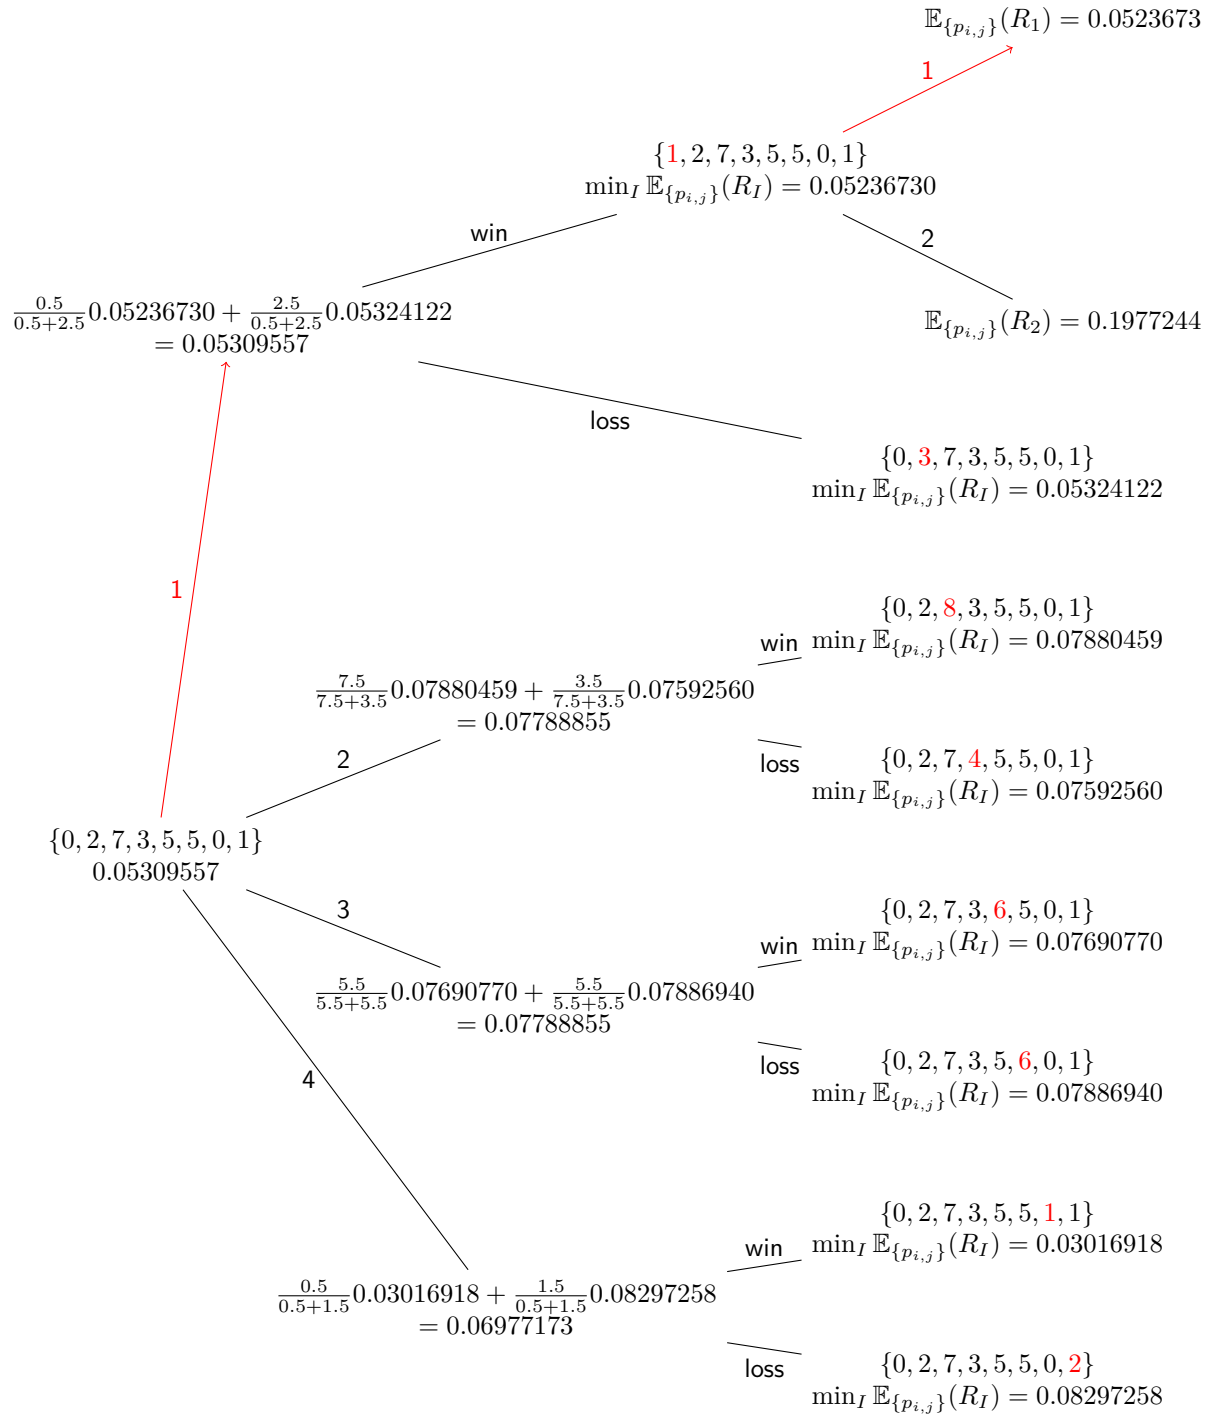 𝔼_{p_{i,j}}(R_1) = 0.0523673
1
{1, 2, 7, 3, 5, 5, 0, 1}
min_I 𝔼_{p_{i,j}}(R_I) = 0.05236730
win
2
\frac{0.5}{0.5+2.5}0.05236730 + \frac{2.5}{0.5+2.5}0.05324122
= 0.05309557
𝔼_{p_{i,j}}(R_2) = 0.1977244
loss
{0, 3, 7, 3, 5, 5, 0, 1}
min_I 𝔼_{p_{i,j}}(R_I) = 0.05324122
1
{0, 2, 8, 3, 5, 5, 0, 1}
min_I 𝔼_{p_{i,j}}(R_I) = 0.07880459
win
\frac{7.5}{7.5+3.5}0.07880459 + \frac{3.5}{7.5+3.5}0.07592560
= 0.07788855
2
loss
{0, 2, 7, 4, 5, 5, 0, 1}
min_I 𝔼_{p_{i,j}}(R_I) = 0.07592560
{0, 2, 7, 3, 5, 5, 0, 1}
0.05309557
3
{0, 2, 7, 3, 6, 5, 0, 1}
min_I 𝔼_{p_{i,j}}(R_I) = 0.07690770
win
\frac{5.5}{5.5+5.5}0.07690770 + \frac{5.5}{5.5+5.5}0.07886940
= 0.07788855
loss
{0, 2, 7, 3, 5, 6, 0, 1}
min_I 𝔼_{p_{i,j}}(R_I) = 0.07886940
4
{0, 2, 7, 3, 5, 5, 1, 1}
min_I 𝔼_{p_{i,j}}(R_I) = 0.03016918
win
\frac{0.5}{0.5+1.5}0.03016918 + \frac{1.5}{0.5+1.5}0.08297258
= 0.06977173
loss
{0, 2, 7, 3, 5, 5, 0, 2}
min_I 𝔼_{p_{i,j}}(R_I) = 0.08297258